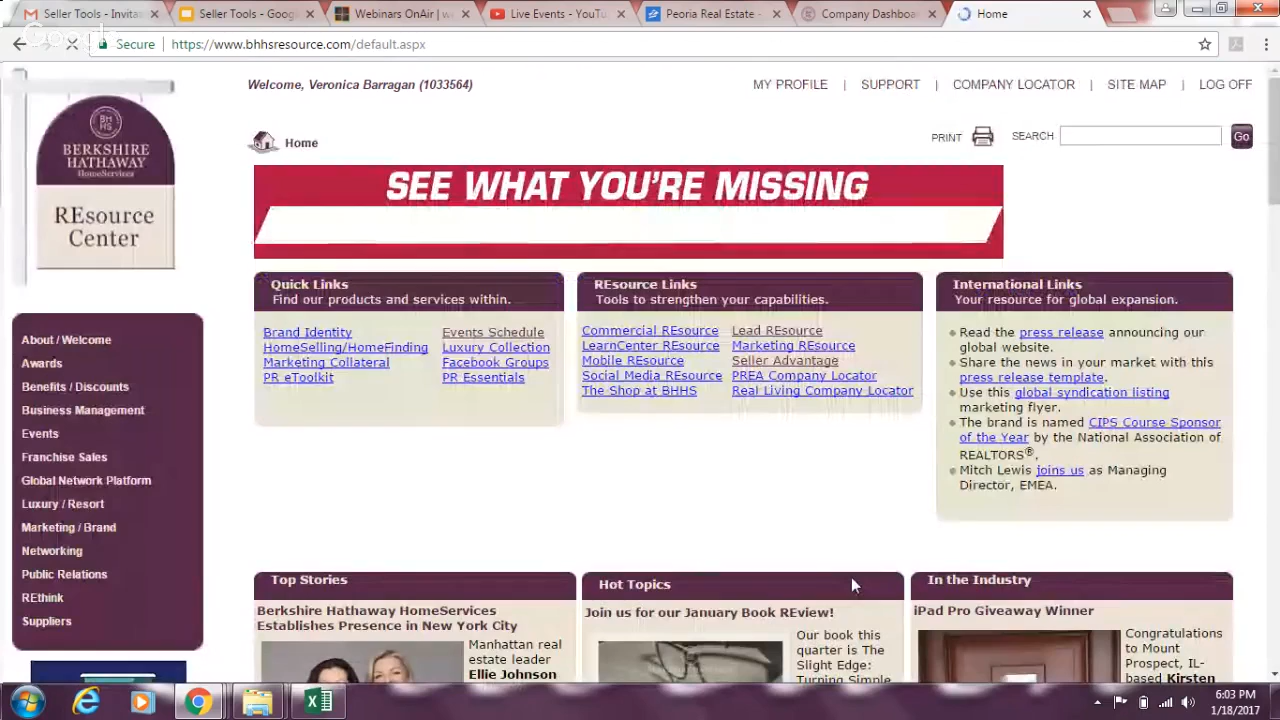 Seller Tools - Invitat
Seller Tools - Goog
Webinars OnAir | w
Live Events - YouTu
Peoria Real Estate -
Company Dashboa
Home
Google
Secure
https://www.bhhsresource.com/default.aspx
Welcome, Veronica Barragan (1033564)
MY PROFILE | SUPPORT | COMPANY LOCATOR | SITE MAP | LOG OFF
Home
PRINT
SEARCH
Go
BH
HS
BERKSHIRE
HATHAWAY
HomeServices
REsource
Center
SEE WHAT YOU'RE MISSING
Quick Links
Find our products and services within.
Brand Identity
HomeSelling/HomeFinding
Marketing Collateral
PR eToolkit
Events Schedule
Luxury Collection
Facebook Groups
PR Essentials
REsource Links
Tools to strengthen your capabilities.
Commercial REsource
LearnCenter REsource
Mobile REsource
Social Media REsource
The Shop at BHHS
Lead REsource
Marketing REsource
Seller Advantage
PREA Company Locator
Real Living Company Locator
International Links
Your resource for global expansion.
Read the press release announcing our
global website.
Share the news in your market with this
press release template.
Use this global syndication listing
marketing flyer.
The brand is named CIPS Course Sponsor
of the Year by the National Association of
REALTORS®.
Mitch Lewis joins us as Managing
Director, EMEA.
About / Welcome
Awards
Benefits / Discounts
Business Management
Events
Franchise Sales
Global Network Platform
Luxury / Resort
Marketing / Brand
Networking
Public Relations
REthink
Suppliers
Top Stories
Berkshire Hathaway HomeServices
Establishes Presence in New York City
Manhattan real
estate leader
Ellie Johnson
Hot Topics
Join us for our January Book REview!
Our book this
quarter is The
Slight Edge:
Turning Simple
In the Industry
iPad Pro Giveaway Winner
Congratulations
to Mount
Prospect, IL-
based Kirsten
6:03 PM
1/18/2017